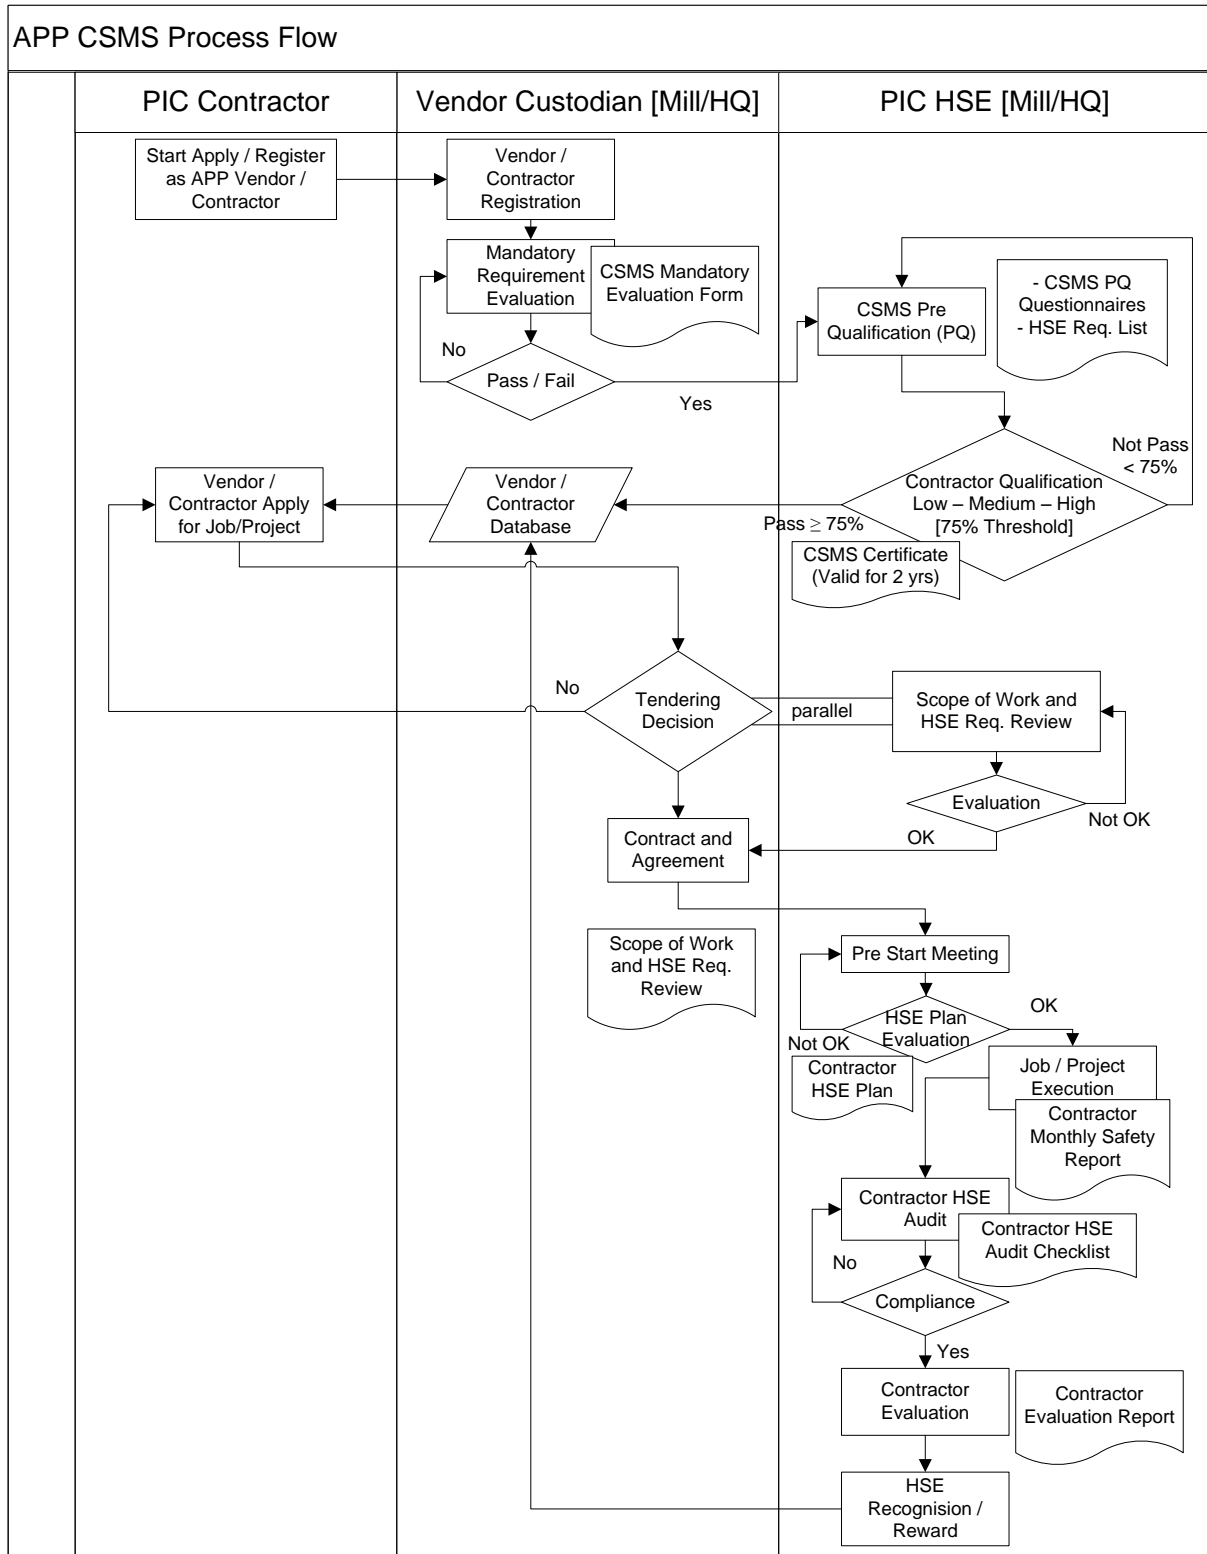 APP CSMS Process Flow
PIC Contractor
Vendor Custodian [Mill/HQ]
PIC HSE [Mill/HQ]
Start Apply / Register
as APP Vendor /
Contractor
Vendor /
Contractor
Registration
Mandatory
Requirement
Evaluation
CSMS Mandatory
Evaluation Form
No
Pass / Fail
Yes
CSMS Pre
Qualification (PQ)
- CSMS PQ
Questionnaires
- HSE Req. List
Not Pass
< 75%
Contractor Qualification
Low – Medium – High
[75% Threshold]
Pass ≥ 75%
CSMS Certificate
(Valid for 2 yrs)
Vendor /
Contractor
Database
Vendor /
Contractor Apply
for Job/Project
No
Tendering
Decision
parallel
Scope of Work and
HSE Req. Review
Evaluation
Not OK
OK
Contract and
Agreement
Scope of Work
and HSE Req.
Review
Pre Start Meeting
HSE Plan
Evaluation
OK
Not OK
Contractor
HSE Plan
Job / Project
Execution
Contractor
Monthly Safety
Report
Contractor HSE
Audit
Contractor HSE
Audit Checklist
No
Compliance
Yes
Contractor
Evaluation
Contractor
Evaluation Report
HSE
Recognision /
Reward